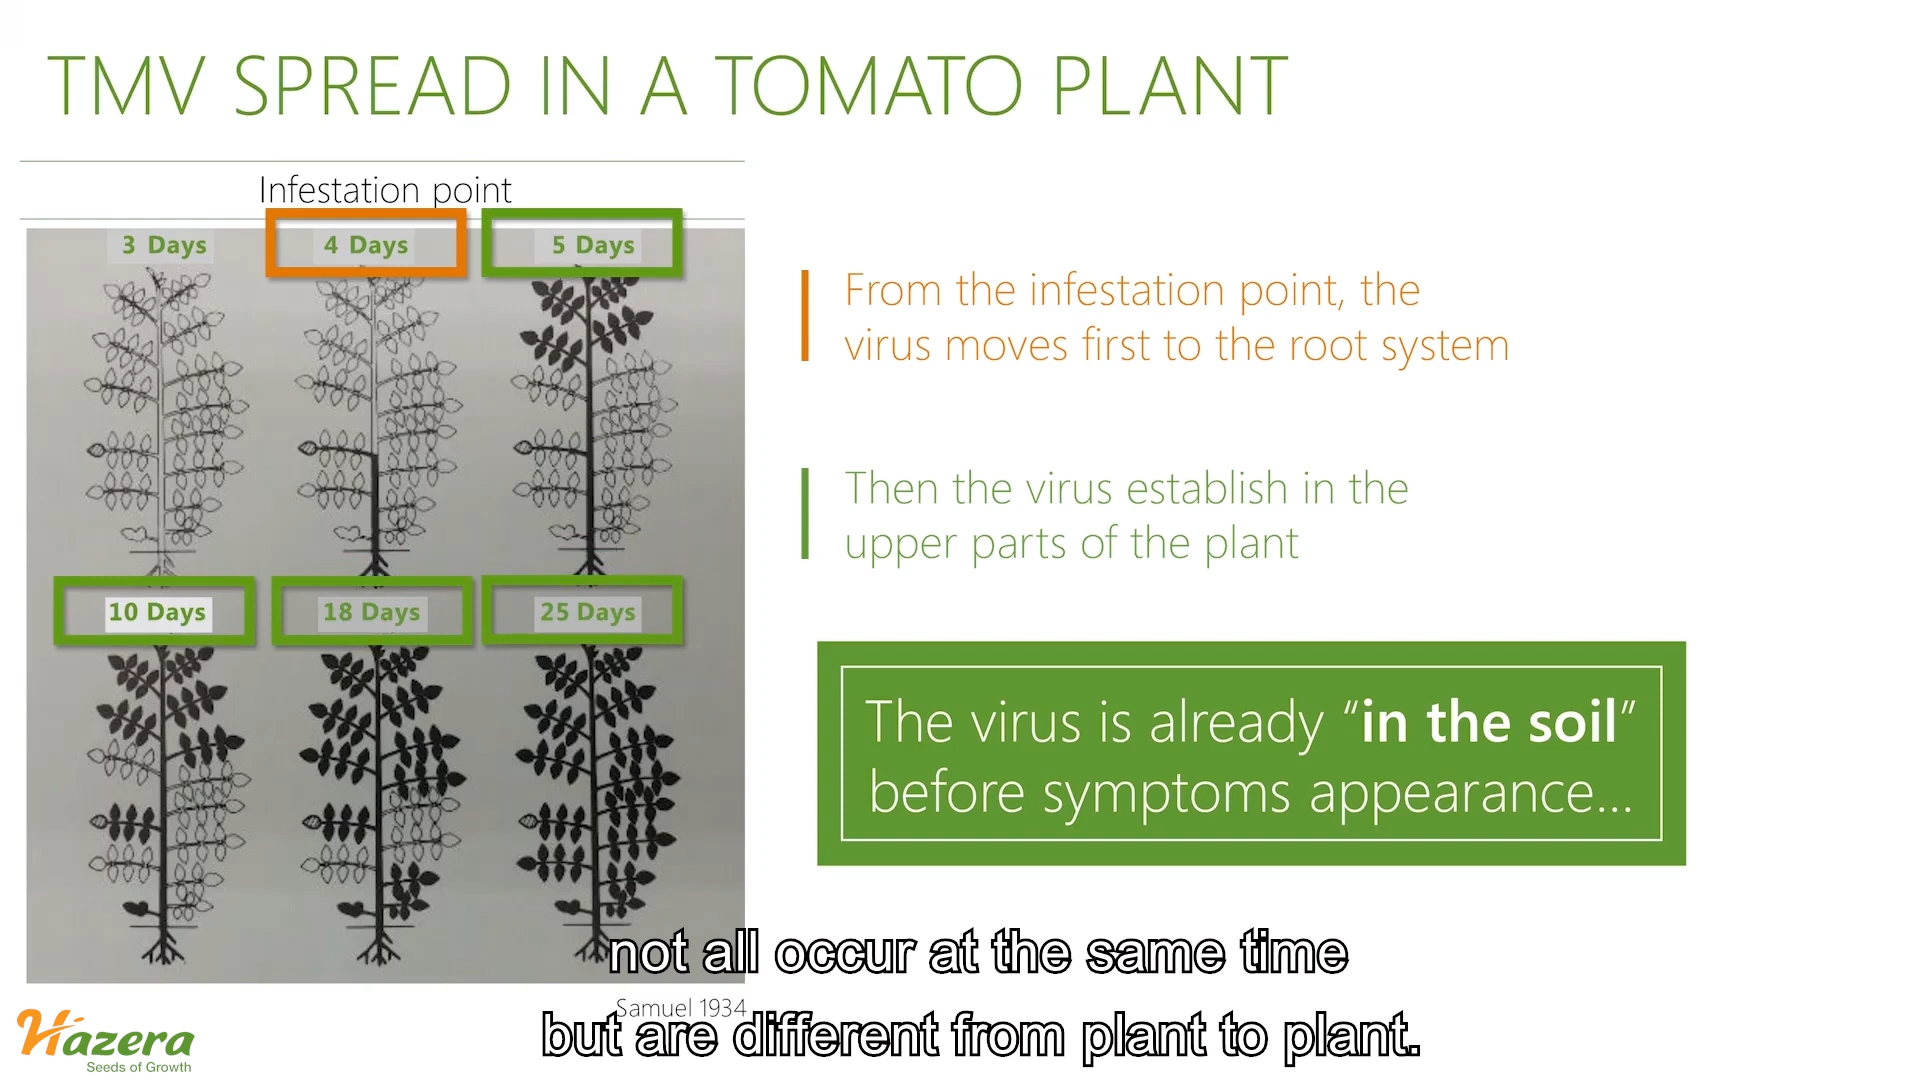 TMV SPREAD IN A TOMATO PLANT
Infestation point
3 Days
4 Days
5 Days
10 Days
18 Days
25 Days
From the infestation point, the
virus moves first to the root system
Then the virus establish in the
upper parts of the plant
The virus is already “in the soil”
before symptoms appearance...
not all occur at the same time
Samuel 1934
but are different from plant to plant.
Hazera
Seeds of Growth